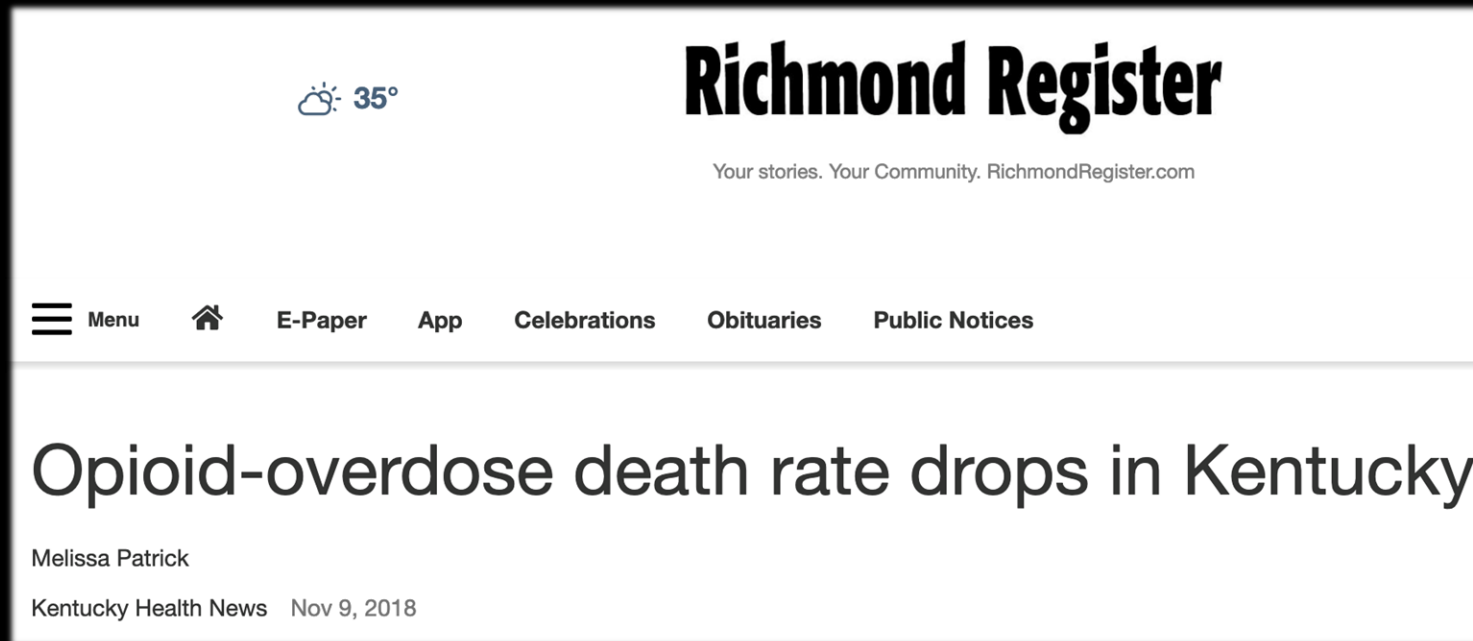 35°
Richmond Register
Your stories. Your Community. RichmondRegister.com
Menu E-Paper App Celebrations Obituaries Public Notices
Opioid-overdose death rate drops in Kentucky
Melissa Patrick
Kentucky Health News Nov 9, 2018